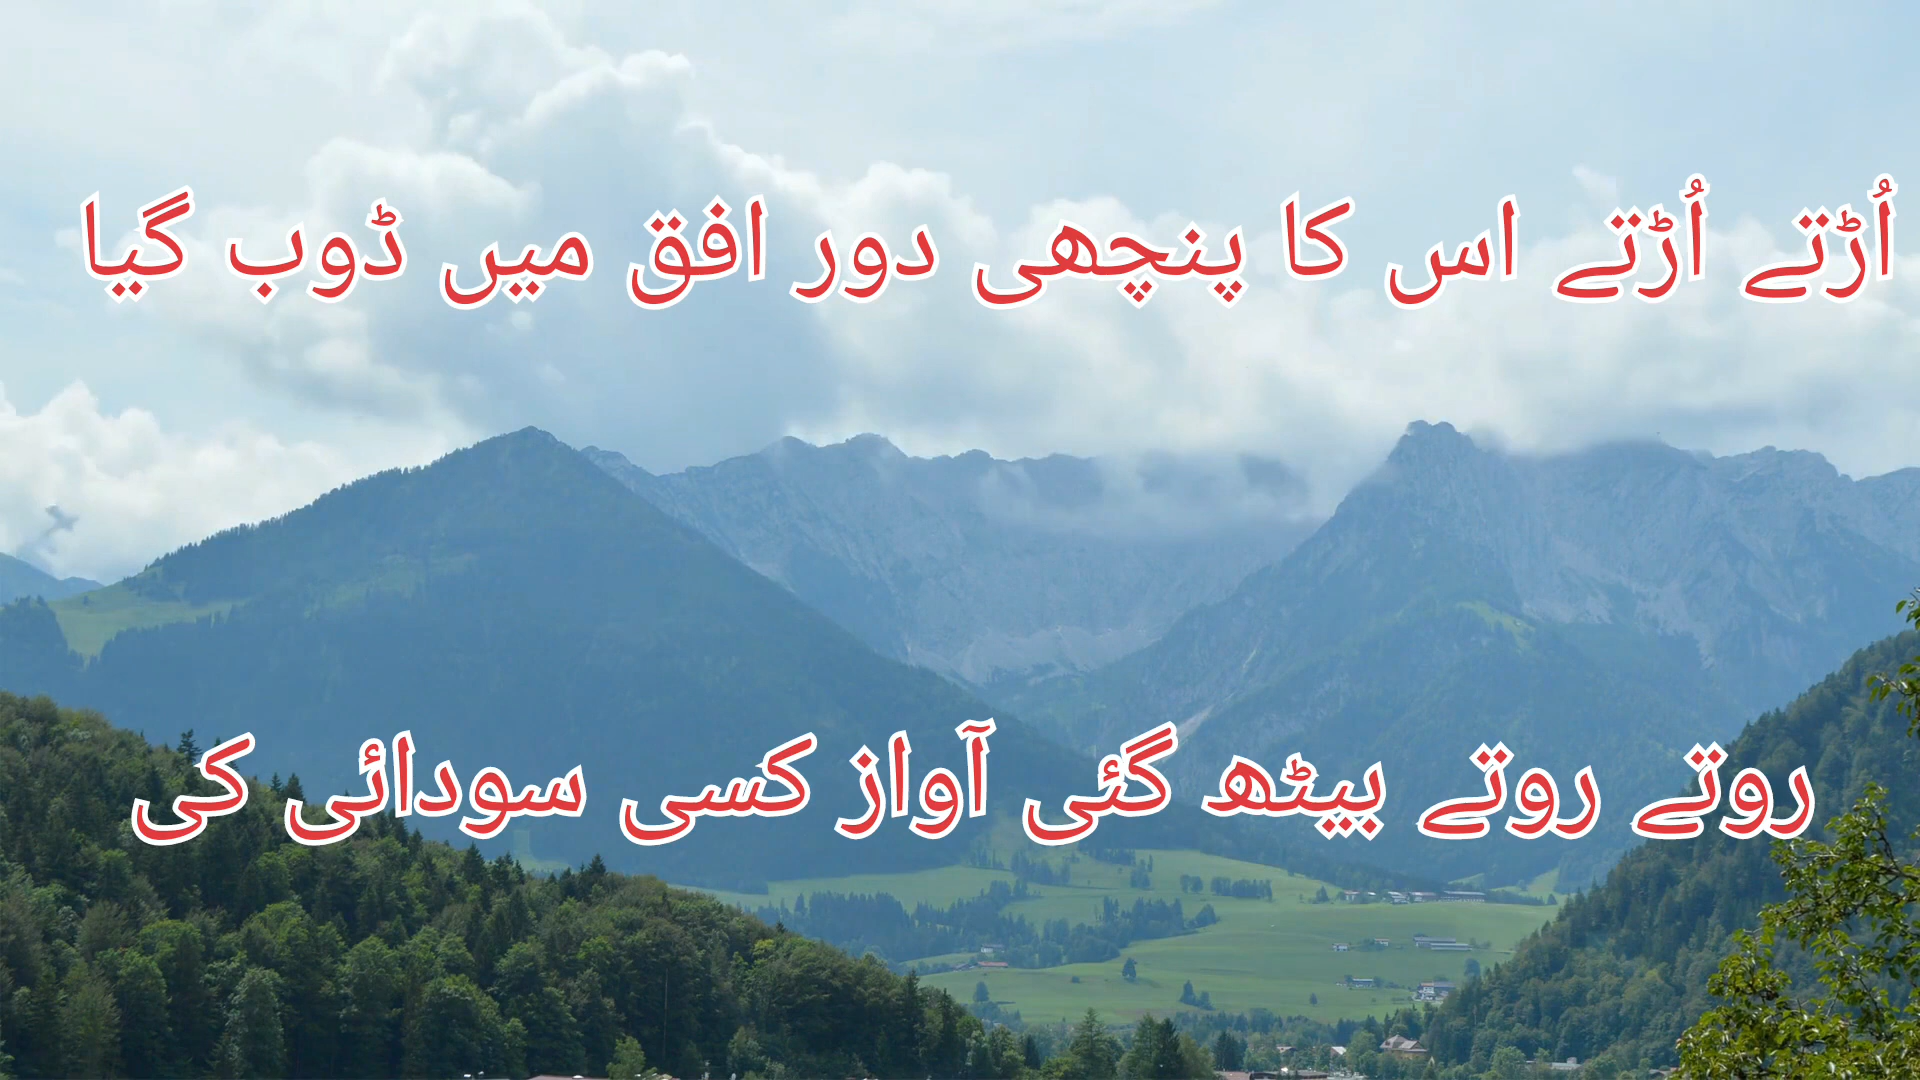 اُڑتے اُڑتے اس کا پنچھی دور افق میں ڈوب گیا
روتے روتے بیٹھ گئی آواز کسی سودائی کی